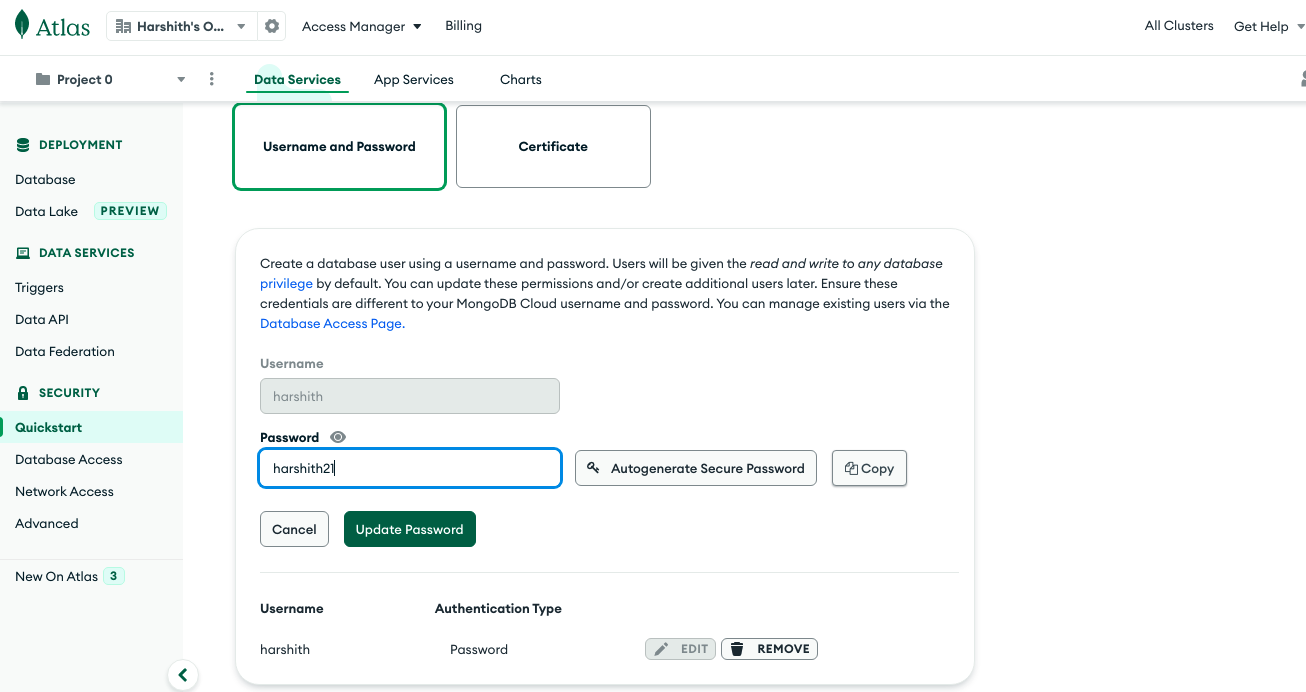 Atlas
Harshith's O...
Access Manager
Billing
All Clusters
Get Help
Project 0
Data Services
App Services
Charts
DEPLOYMENT
Database
Data Lake PREVIEW
DATA SERVICES
Triggers
Data API
Data Federation
SECURITY
Quickstart
Database Access
Network Access
Advanced
New On Atlas 3
Username and Password
Certificate
Create a database user using a username and password. Users will be given the read and write to any database
privilege by default. You can update these permissions and/or create additional users later. Ensure these
credentials are different to your MongoDB Cloud username and password. You can manage existing users via the
Database Access Page.
Username
harshith
Password
harshith21
Autogenerate Secure Password
Copy
Cancel
Update Password
Username Authentication Type
harshith Password EDIT REMOVE